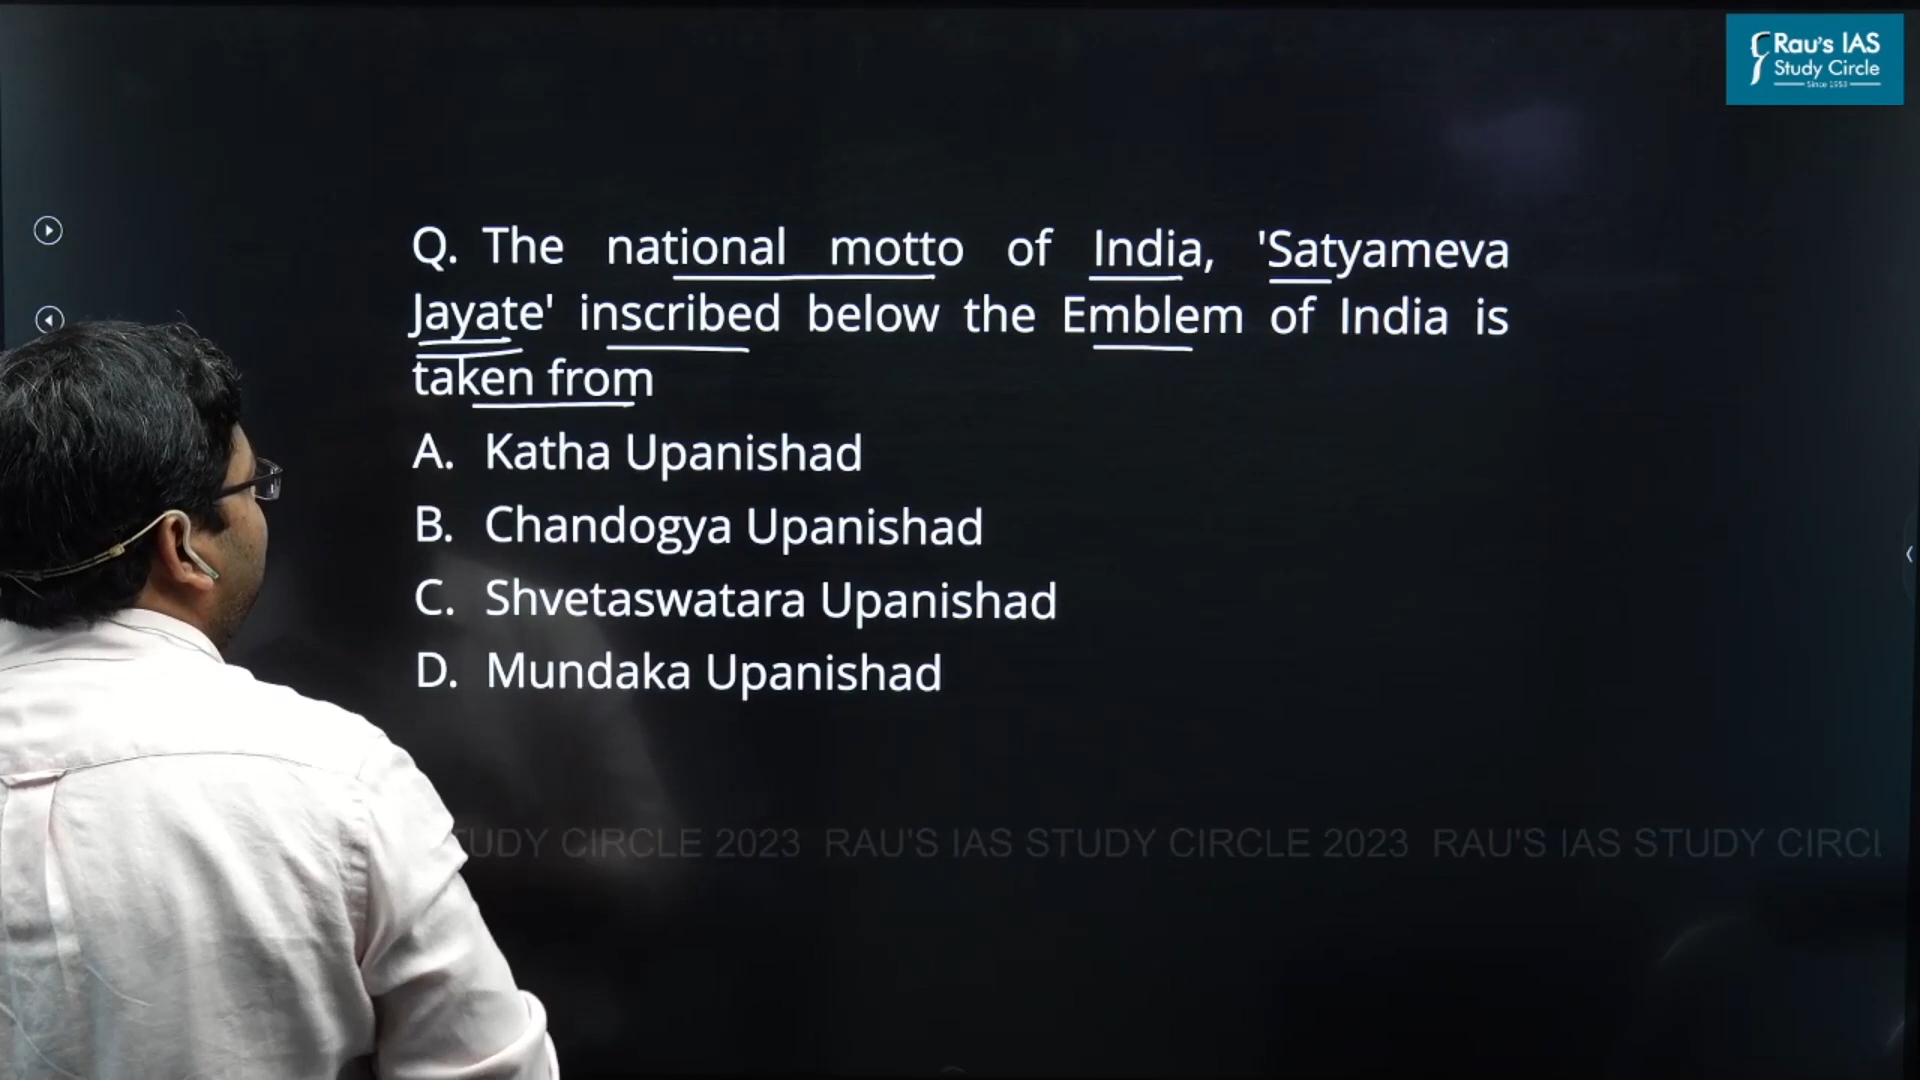 Rau's IAS
Study Circle
Since 1953
Q. The national motto of India, 'Satyameva
Jayate' inscribed below the Emblem of India is
taken from
A. Katha Upanishad
B. Chandogya Upanishad
C. Shvetaswatara Upanishad
D. Mundaka Upanishad
UDY CIRCLE 2023 RAU'S IAS STUDY CIRCLE 2023 RAU'S IAS STUDY CIRCL